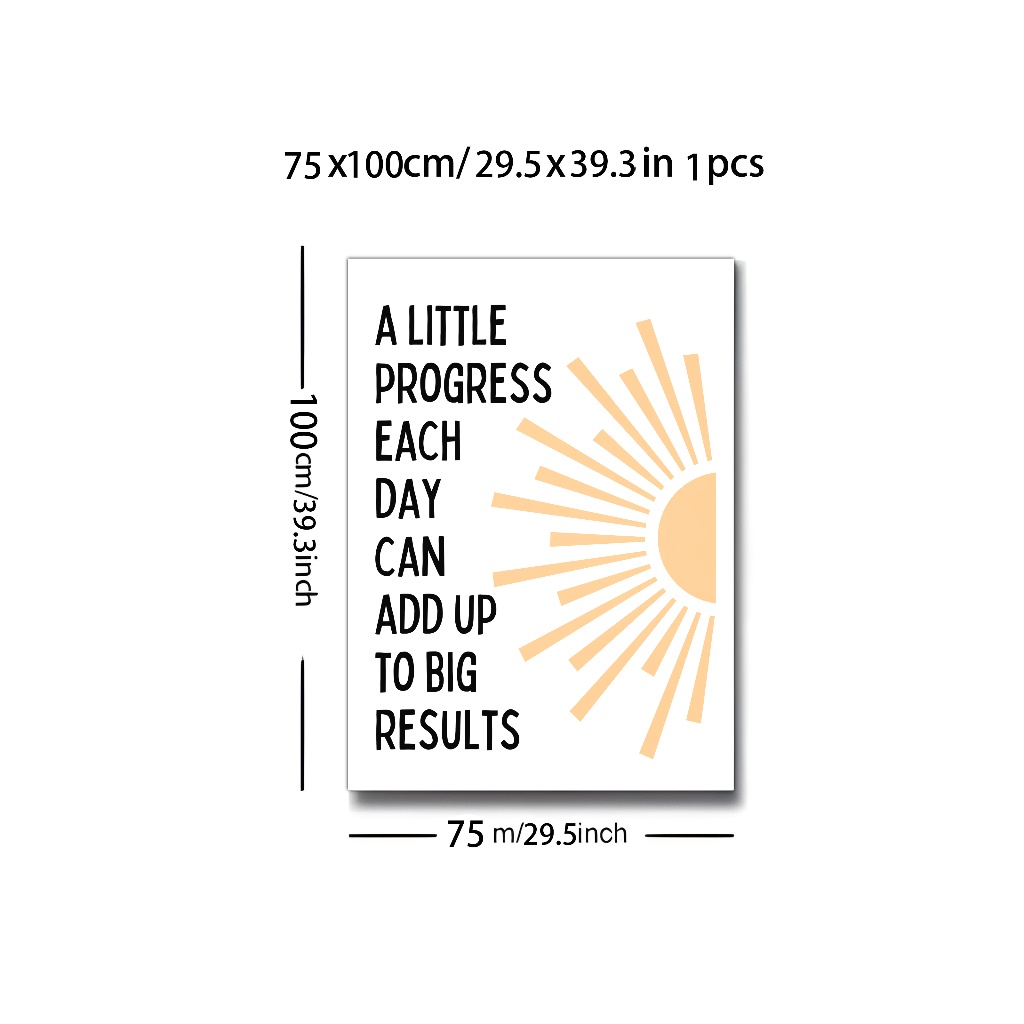 75x100cm/29.5x39.3in 1pcs
A LITTLE
PROGRESS
EACH
DAY
CAN
ADD UP
TO BIG
RESULTS
100cm/39.3inch
75 m/29.5inch